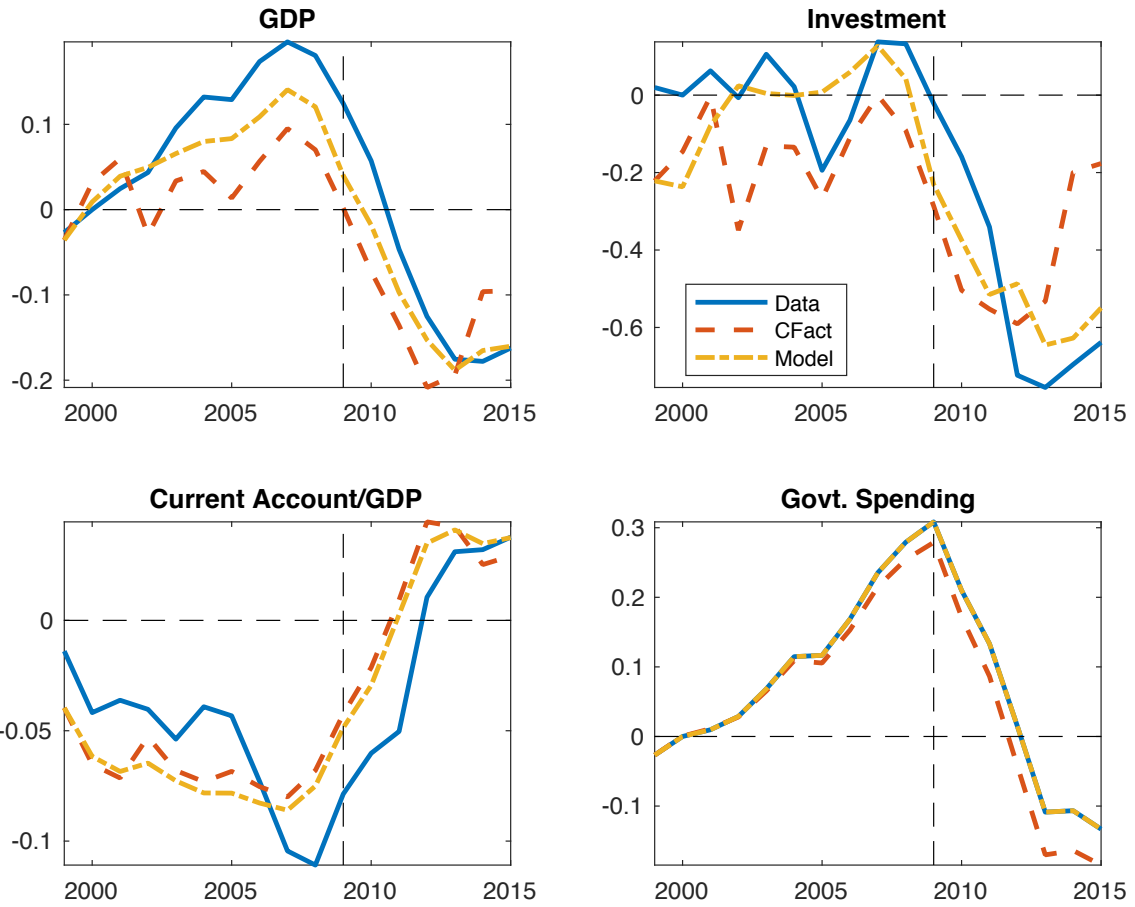 GDP
0.1
0
-0.1
-0.2
2000 2005 2010 2015
Investment
0
-0.2
-0.4
-0.6
Data
CFact
Model
2000 2005 2010 2015
Current Account/GDP
0
-0.05
-0.1
2000 2005 2010 2015
Govt. Spending
0.3
0.2
0.1
0
-0.1
2000 2005 2010 2015